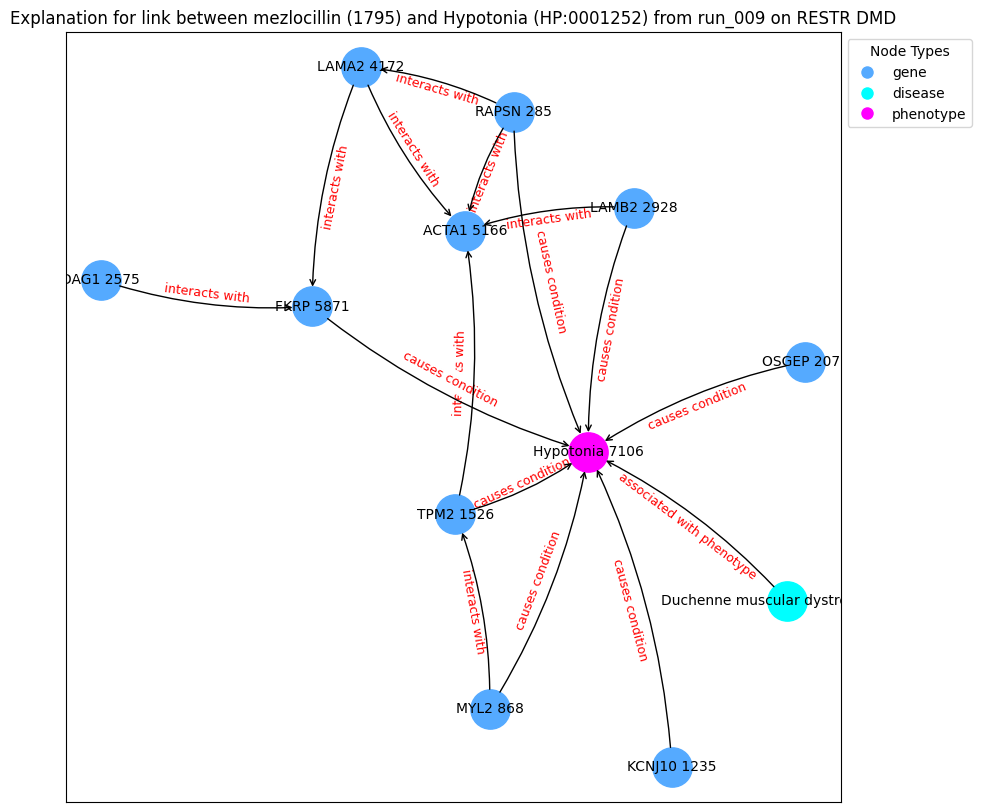 Explanation for link between mezlocillin (1795) and Hypotonia (HP:0001252) from run_009 on RESTR DMD
Node Types
gene
disease
phenotype
LAMA2 4172
interacts with
RAPSN 285
interacts with
interacts with
interacts with
LAMB2 2928
interacts with
ACTA1 5166
causes condition
DAG1 2575
interacts with
FKRP 5871
causes condition
causes condition
OSGEP 207
causes condition
Hypotonia 7106
causes condition
associated with phenotype
TPM2 1526
causes condition
causes condition
interacts with
Duchenne muscular dystro
MYL2 868
KCNJ10 1235